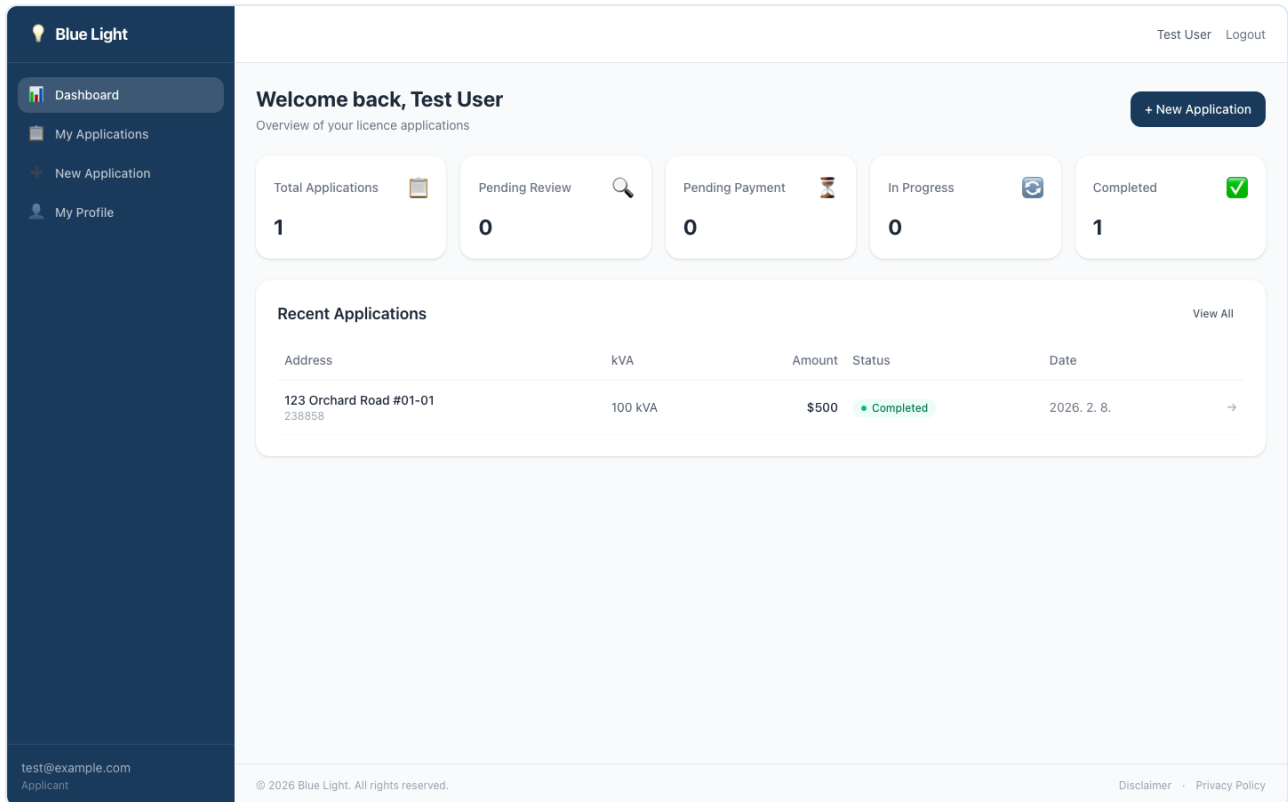 Blue Light
Test User
Logout
Dashboard
My Applications
New Application
My Profile
Welcome back, Test User
Overview of your licence applications
+ New Application
Total Applications
1
Pending Review
0
Pending Payment
0
In Progress
0
Completed
1
Recent Applications
View All
Address kVA Amount Status Date
123 Orchard Road #01-01
238858
100 kVA $500 Completed 2026. 2. 8. →
test@example.com
Applicant
© 2026 Blue Light. All rights reserved.
Disclaimer · Privacy Policy